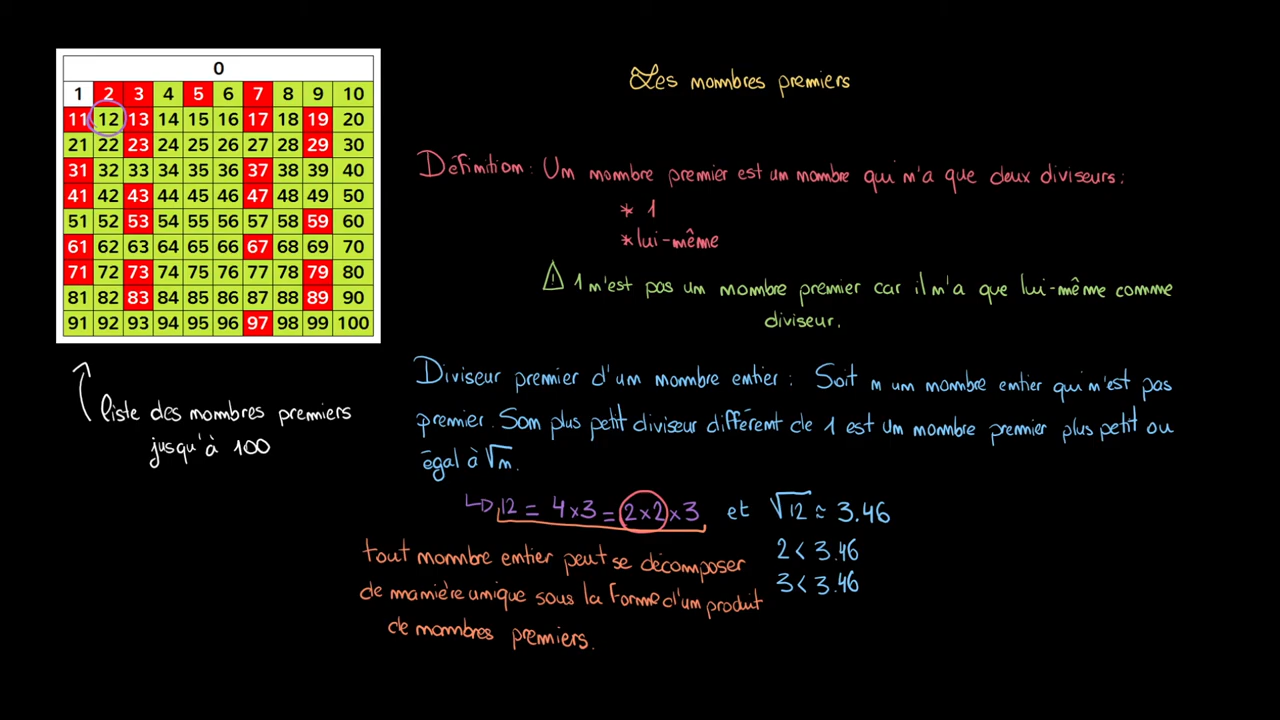 0
1 2 3 4 5 6 7 8 9 10
11 12 13 14 15 16 17 18 19 20
21 22 23 24 25 26 27 28 29 30
31 32 33 34 35 36 37 38 39 40
41 42 43 44 45 46 47 48 49 50
51 52 53 54 55 56 57 58 59 60
61 62 63 64 65 66 67 68 69 70
71 72 73 74 75 76 77 78 79 80
81 82 83 84 85 86 87 88 89 90
91 92 93 94 95 96 97 98 99 100
liste des nombres premiers
jusqu'à 100
Les nombres premiers
Définition : Un nombre premier est un nombre qui n'a que deux diviseurs :
* 1
* lui-même
⚠ 1 n'est pas un nombre premier car il n'a que lui-même comme
diviseur.
Diviseur premier d'un nombre entier : Soit n un nombre entier qui n'est pas
premier. Son plus petit diviseur différent de 1 est un nombre premier plus petit ou
égal à √n.
↳ 12 = 4×3 = 2×2×3 et √12 ≈ 3.46
2 < 3.46
3 < 3.46
tout nombre entier peut se décomposer
de manière unique sous la forme d'un produit
de nombres premiers.